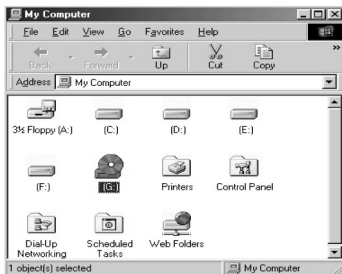 My Computer
File Edit View Go Favorites Help
Back Forward Up Cut Copy »
Address My Computer
3½ Floppy (A:) (C:) (D:) (E:)
(F:) (G:) Printers Control Panel
Dial-Up Networking Scheduled Tasks Web Folders
1 object(s) selected My Computer